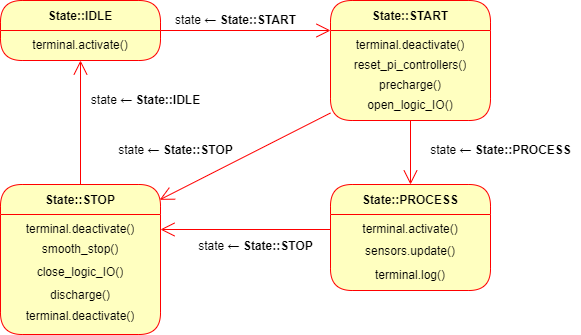 State::IDLE
terminal.activate()
state ← State::START
State::START
terminal.deactivate()
reset_pi_controllers()
precharge()
open_logic_IO()
state ← State::IDLE
state ← State::STOP
state ← State::PROCESS
State::STOP
terminal.deactivate()
smooth_stop()
close_logic_IO()
discharge()
terminal.deactivate()
state ← State::STOP
State::PROCESS
terminal.activate()
sensors.update()
terminal.log()